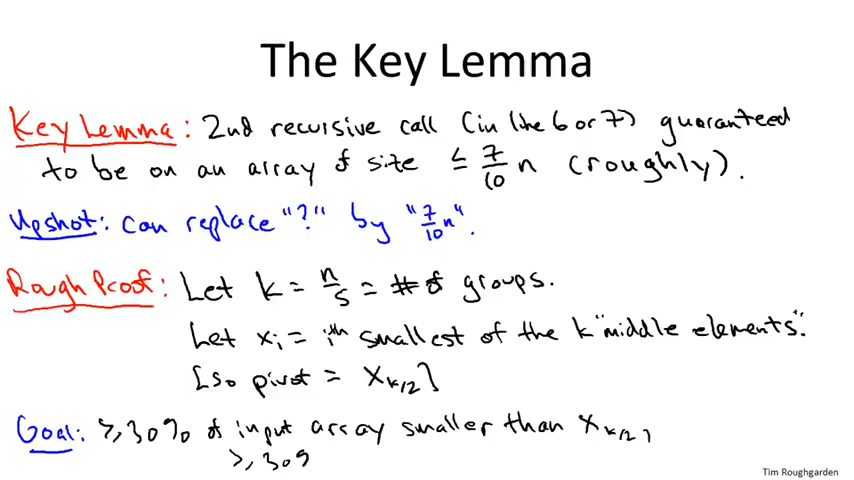 The Key Lemma
Key Lemma: 2nd recursive call (in line 6 or 7) guaranteed
to be on an array of size ≤ 7/10 n (roughly).
Upshot: can replace "?" by "7/10 n".
Rough Proof: Let k = n/5 = # of groups.
Let xi = ith smallest of the k "middle elements".
[so pivot = xk/2]
Goal: ≥ 30% of input array smaller than xk/2,
≥ 30
Tim Roughgarden